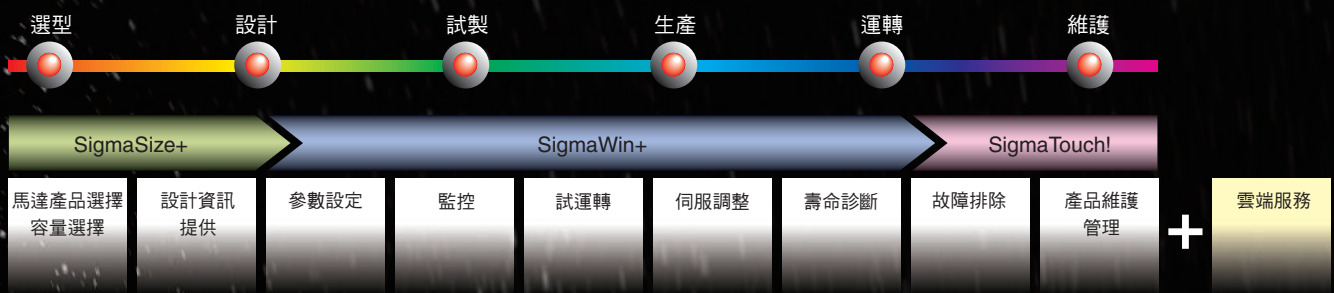 選型
設計
試製
生產
運轉
維護
SigmaSize+
SigmaWin+
SigmaTouch!
馬達產品選擇
容量選擇
設計資訊
提供
參數設定
監控
試運轉
伺服調整
壽命診斷
故障排除
產品維護
管理
+
雲端服務